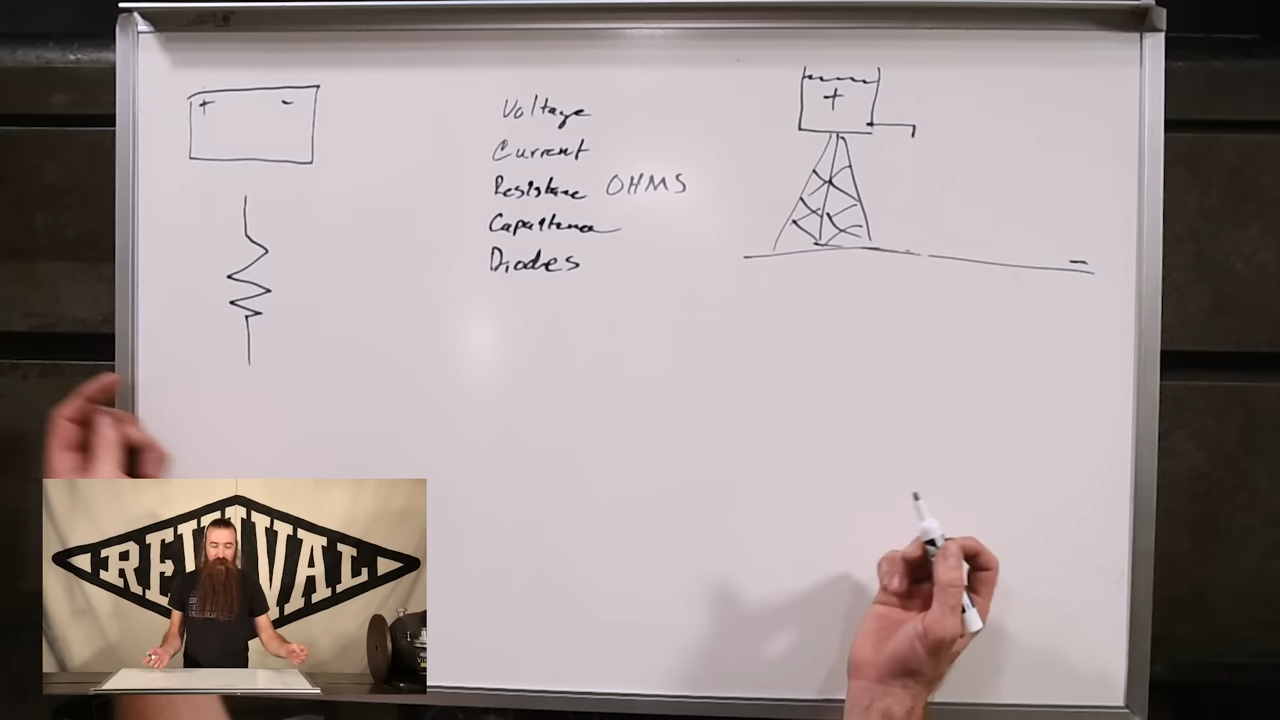 + -
Voltage
Current
Resistance OHMS
Capacitance
Diodes
+
-
REVIVAL